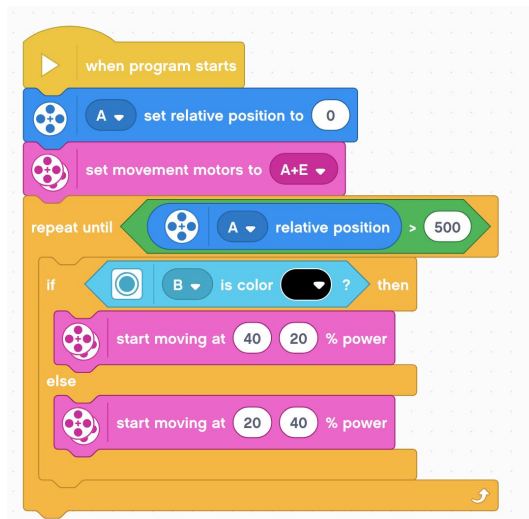 when program starts
A set relative position to 0
set movement motors to A+E
repeat until A relative position > 500
if B is color ? then
start moving at 40 20 % power
else
start moving at 20 40 % power